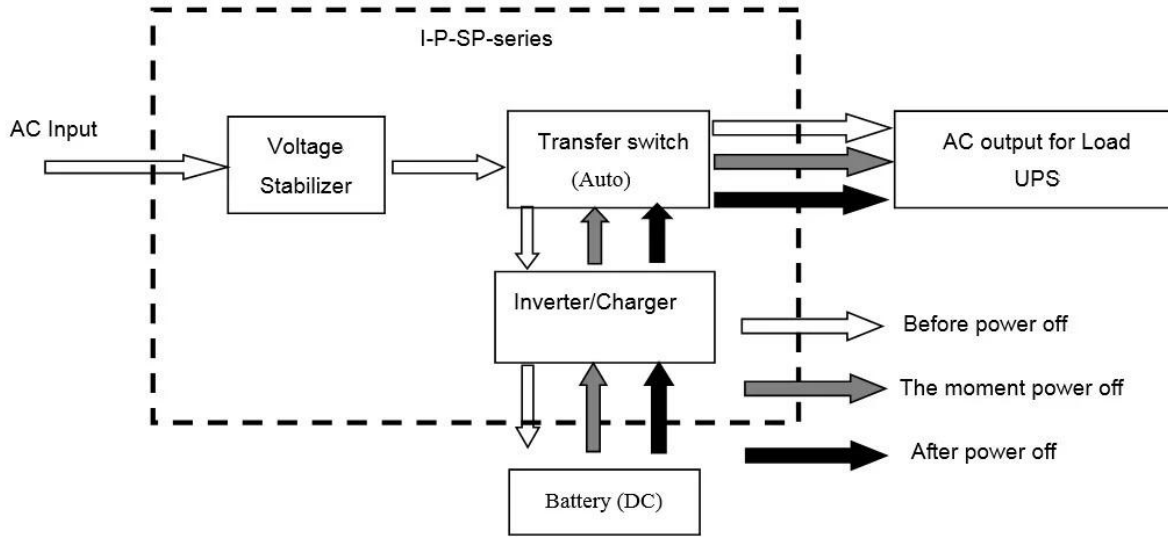 I-P-SP-series
AC Input
Voltage
Stabilizer
Transfer switch
(Auto)
AC output for Load
UPS
Inverter/Charger
Before power off
The moment power off
After power off
Battery (DC)